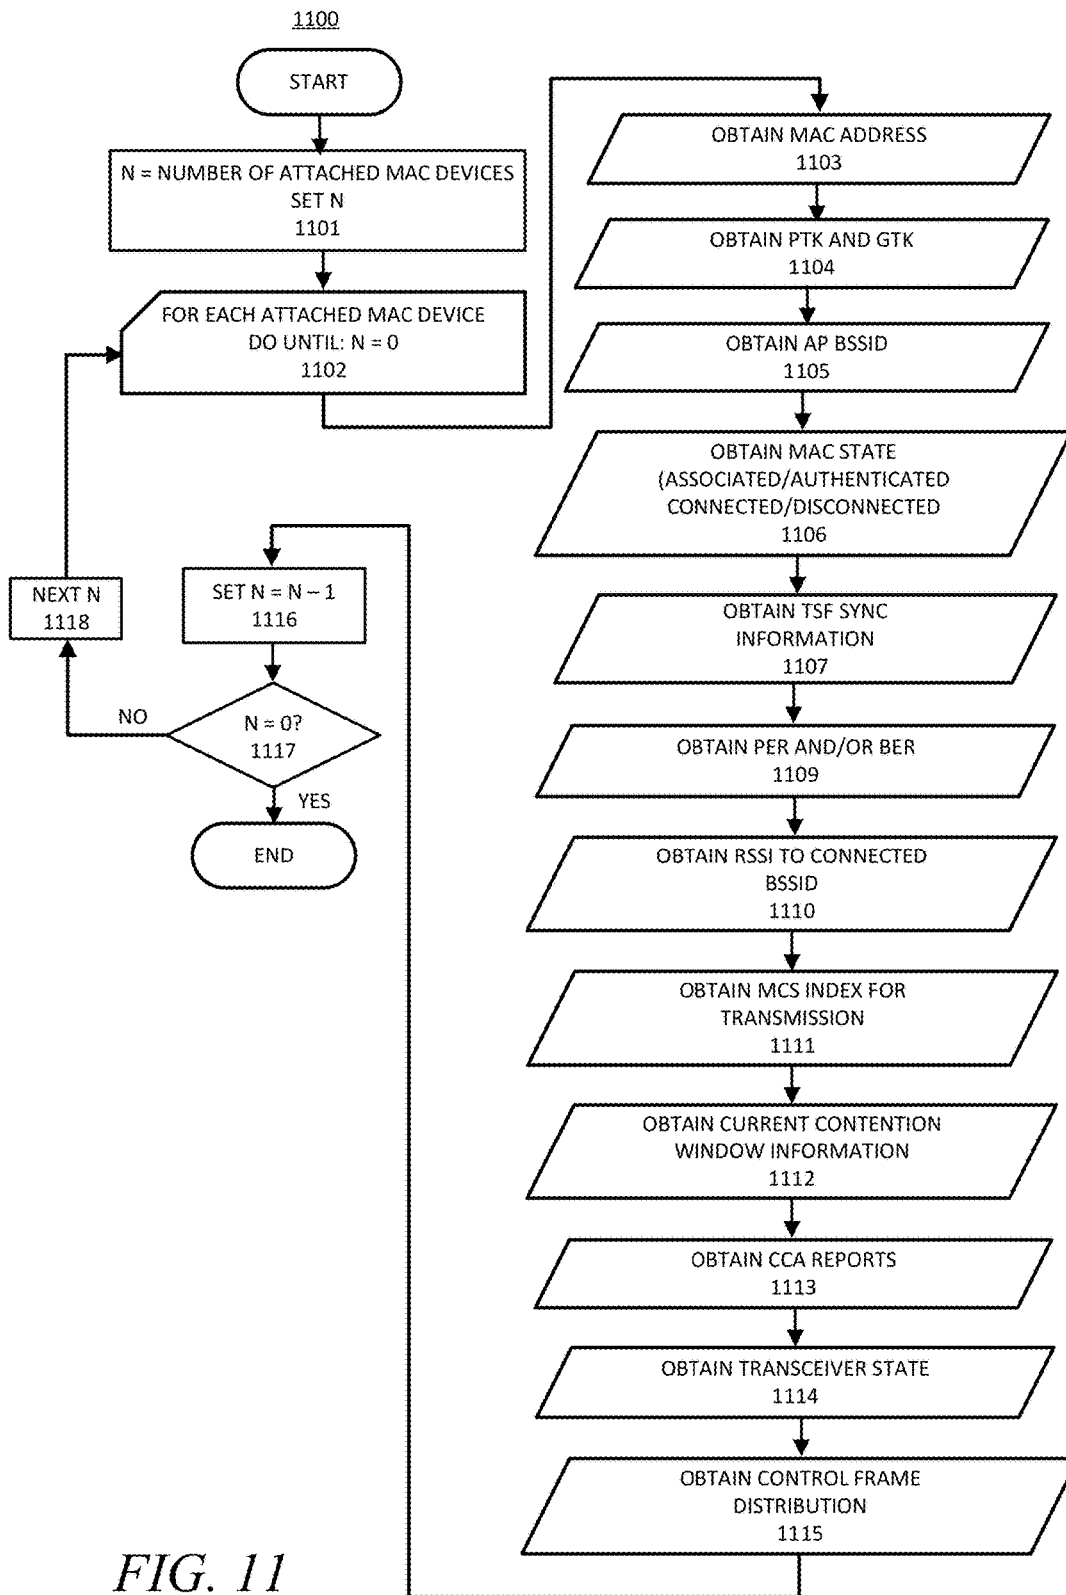 1100
START
N = NUMBER OF ATTACHED MAC DEVICES
SET N
1101
FOR EACH ATTACHED MAC DEVICE
DO UNTIL: N = 0
1102
OBTAIN MAC ADDRESS
1103
OBTAIN PTK AND GTK
1104
OBTAIN AP BSSID
1105
OBTAIN MAC STATE
(ASSOCIATED/AUTHENTICATED
CONNECTED/DISCONNECTED
1106
OBTAIN TSF SYNC
INFORMATION
1107
OBTAIN PER AND/OR BER
1109
OBTAIN RSSI TO CONNECTED
BSSID
1110
OBTAIN MCS INDEX FOR
TRANSMISSION
1111
OBTAIN CURRENT CONTENTION
WINDOW INFORMATION
1112
OBTAIN CCA REPORTS
1113
OBTAIN TRANSCEIVER STATE
1114
OBTAIN CONTROL FRAME
DISTRIBUTION
1115
SET N = N – 1
1116
N = 0?
1117
NO
NEXT N
1118
YES
END
FIG. 11